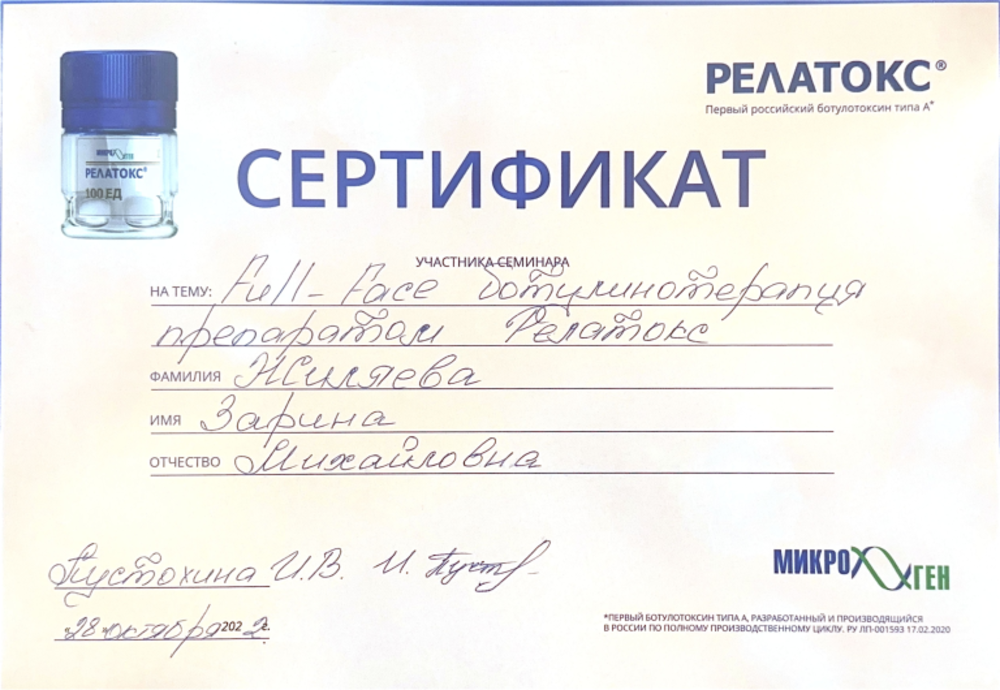 МИКРОГЕН
РЕЛАТОКС®
100 ЕД
РЕЛАТОКС®
Первый российский ботулотоксин типа А*
СЕРТИФИКАТ
УЧАСТНИКА СЕМИНАРА
НА ТЕМУ: Full-Face ботулинотерапия
препаратом Релатокс
ФАМИЛИЯ Жиляева
ИМЯ Зарина
ОТЧЕСТВО Михайловна
Пустохина И.В. И. Пуст
«28» октября 2022 г.
МИКРОГЕН
*ПЕРВЫЙ БОТУЛОТОКСИН ТИПА А, РАЗРАБОТАННЫЙ И ПРОИЗВОДЯЩИЙСЯ
В РОССИИ ПО ПОЛНОМУ ПРОИЗВОДСТВЕННОМУ ЦИКЛУ. РУ ЛП-001593 17.02.2020